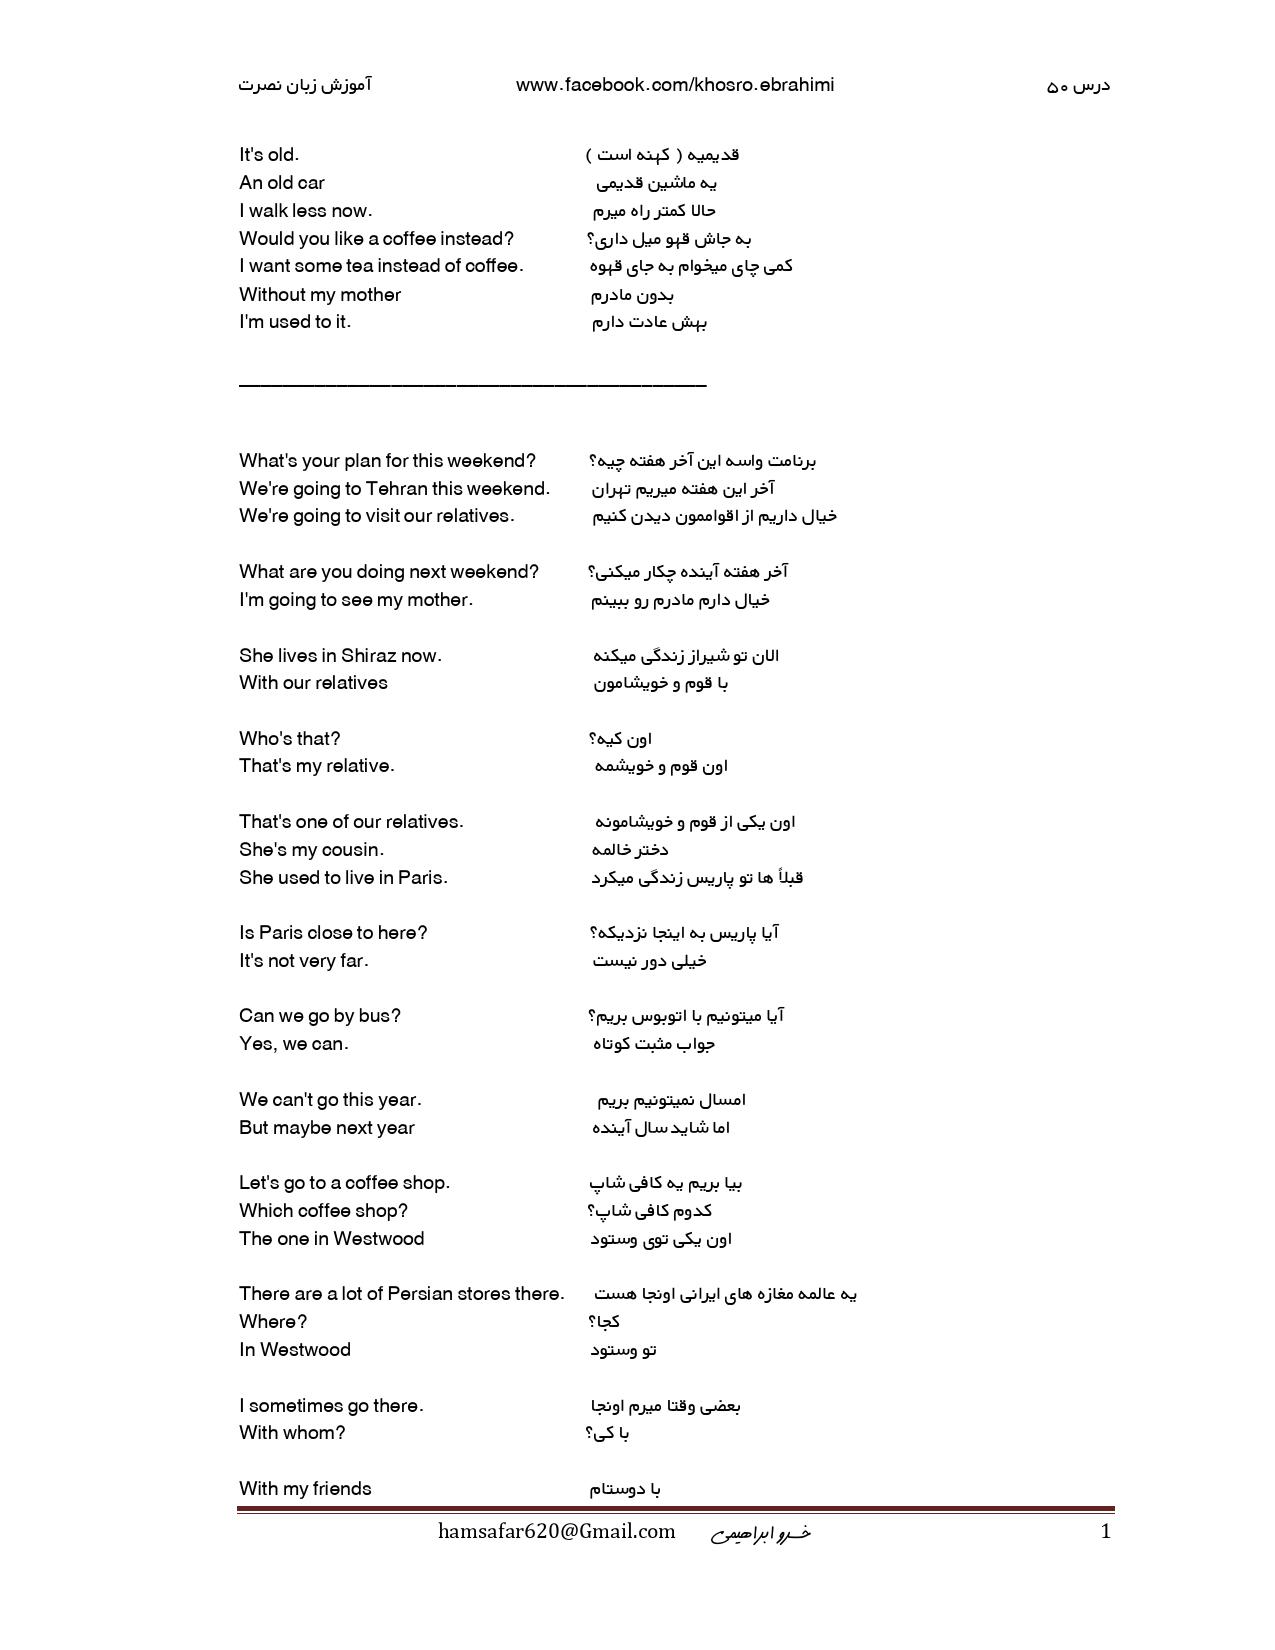 آموزش زبان نصرت www.facebook.com/khosro.ebrahimi درس ۵۰
It's old. قدیمیه ( کهنه است )
An old car یه ماشین قدیمی
I walk less now. حالا کمتر راه میرم
Would you like a coffee instead? به جاش قهو میل داری؟
I want some tea instead of coffee. کمی چای میخوام به جای قهوه
Without my mother بدون مادرم
I'm used to it. بهش عادت دارم
What's your plan for this weekend? برنامت واسه این آخر هفته چیه؟
We're going to Tehran this weekend. آخر این هفته میریم تهران
We're going to visit our relatives. خیال داریم از اقواممون دیدن کنیم
What are you doing next weekend? آخر هفته آینده چکار میکنی؟
I'm going to see my mother. خیال دارم مادرم رو ببینم
She lives in Shiraz now. الان تو شیراز زندگی میکنه
With our relatives با قوم و خویشامون
Who's that? اون کیه؟
That's my relative. اون قوم و خویشمه
That's one of our relatives. اون یکی از قوم و خویشامونه
She's my cousin. دختر خالمه
She used to live in Paris. قبلاً ها تو پاریس زندگی میکرد
Is Paris close to here? آیا پاریس به اینجا نزدیکه؟
It's not very far. خیلی دور نیست
Can we go by bus? آیا میتونیم با اتوبوس بریم؟
Yes, we can. جواب مثبت کوتاه
We can't go this year. امسال نمیتونیم بریم
But maybe next year اما شاید سال آینده
Let's go to a coffee shop. بیا بریم یه کافی شاپ
Which coffee shop? کدوم کافی شاپ؟
The one in Westwood اون یکی توی وستود
There are a lot of Persian stores there. یه عالمه مغازه های ایرانی اونجا هست
Where? کجا؟
In Westwood تو وستود
I sometimes go there. بعضی وقتا میرم اونجا
With whom? با کی؟
With my friends با دوستام
hamsafar620@Gmail.com خسرو ابراهیمی 1